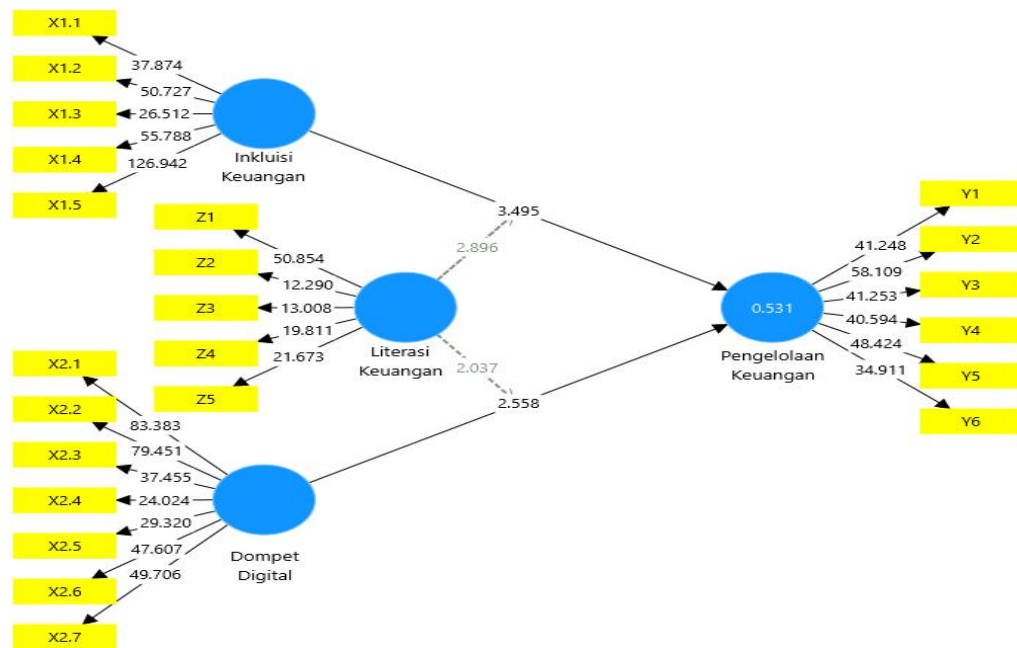 X1.1
X1.2
X1.3
X1.4
X1.5
37.874
50.727
26.512
55.788
126.942
Inkluisi
Keuangan
Z1
Z2
Z3
Z4
Z5
50.854
12.290
13.008
19.811
21.673
Literasi
Keuangan
2.896
2.037
3.495
2.558
X2.1
X2.2
X2.3
X2.4
X2.5
X2.6
X2.7
83.383
79.451
37.455
24.024
29.320
47.607
49.706
Dompet
Digital
0.531
Pengelolaan
Keuangan
41.248
58.109
41.253
40.594
48.424
34.911
Y1
Y2
Y3
Y4
Y5
Y6